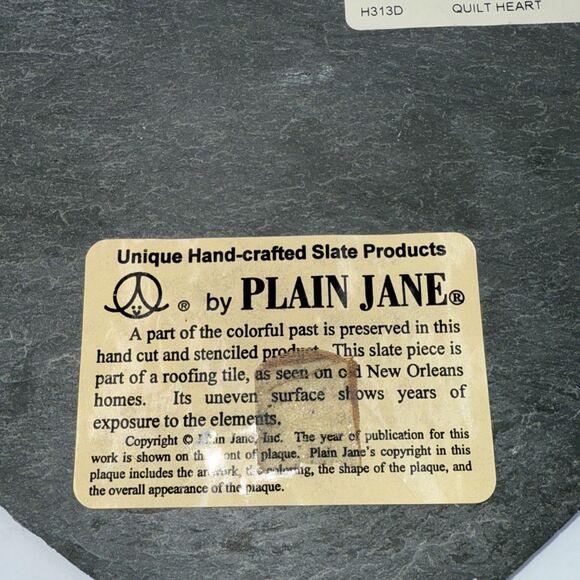 H313D QUILT HEART
Unique Hand-crafted Slate Products
® by PLAIN JANE®
A part of the colorful past is preserved in this
hand cut and stenciled product. This slate piece is
part of a roofing tile, as seen on old New Orleans
homes. Its uneven surface shows years of
exposure to the elements.
Copyright © Plain Jane, Inc. The year of publication for this
work is shown on the front of plaque. Plain Jane's copyright in this
plaque includes the artwork, the coloring, the shape of the plaque, and
the overall appearance of the plaque.